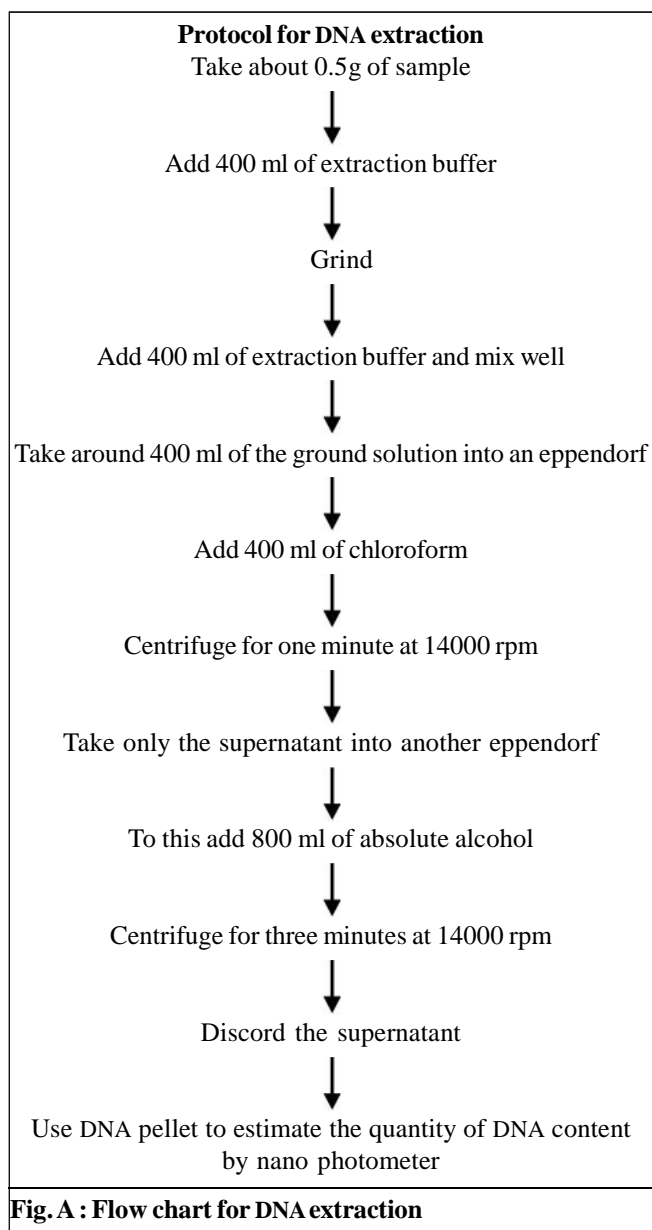 Protocol for DNA extraction
Take about 0.5g of sample
Add 400 ml of extraction buffer
Grind
Add 400 ml of extraction buffer and mix well
Take around 400 ml of the ground solution into an eppendorf
Add 400 ml of chloroform
Centrifuge for one minute at 14000 rpm
Take only the supernatant into another eppendorf
To this add 800 ml of absolute alcohol
Centrifuge for three minutes at 14000 rpm
Discord the supernatant
Use DNA pellet to estimate the quantity of DNA content
by nano photometer
Fig. A : Flow chart for DNA extraction